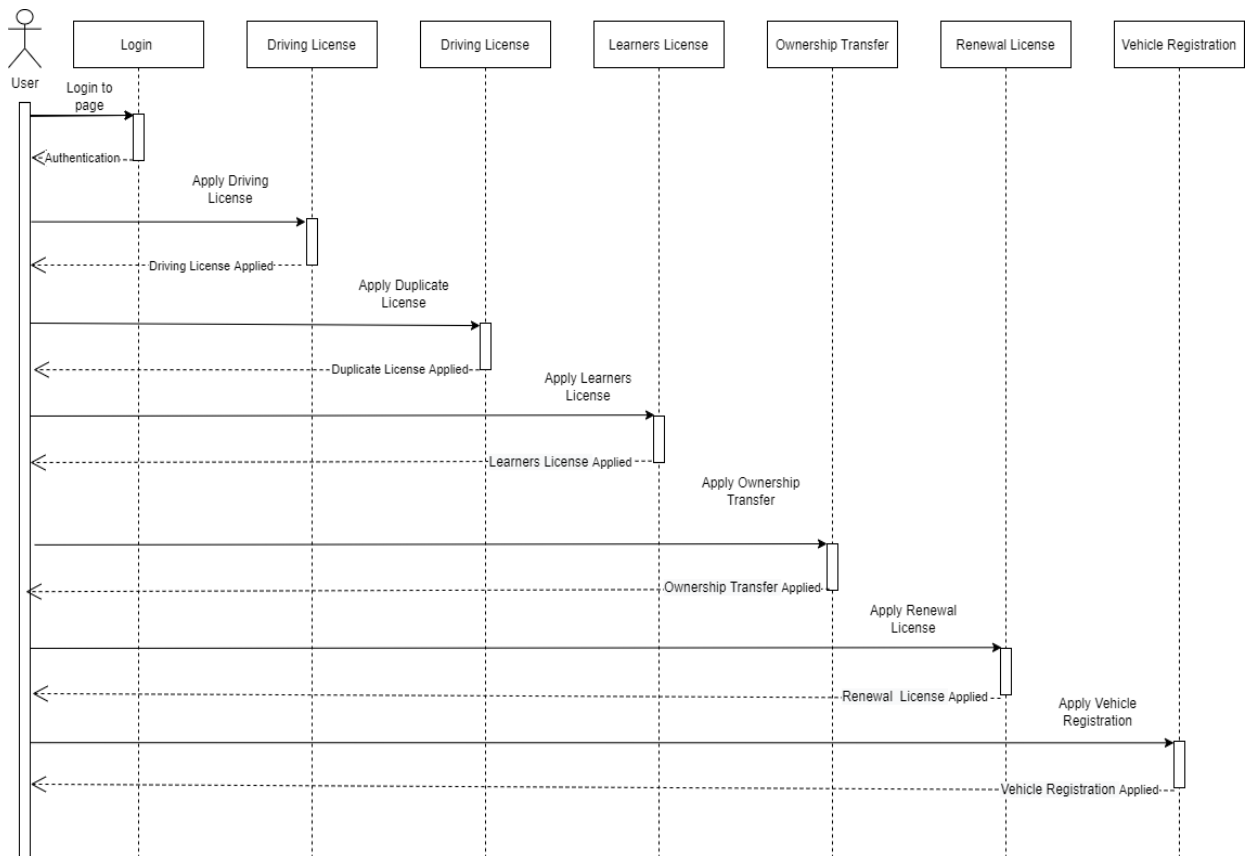 Login
Driving License
Driving License
Learners License
Ownership Transfer
Renewal License
Vehicle Registration
User
Login to
page
Authentication
Apply Driving
License
Driving License Applied
Apply Duplicate
License
Duplicate License Applied
Apply Learners
License
Learners License Applied
Apply Ownership
Transfer
Ownership Transfer Applied
Apply Renewal
License
Renewal License Applied
Apply Vehicle
Registration
Vehicle Registration Applied